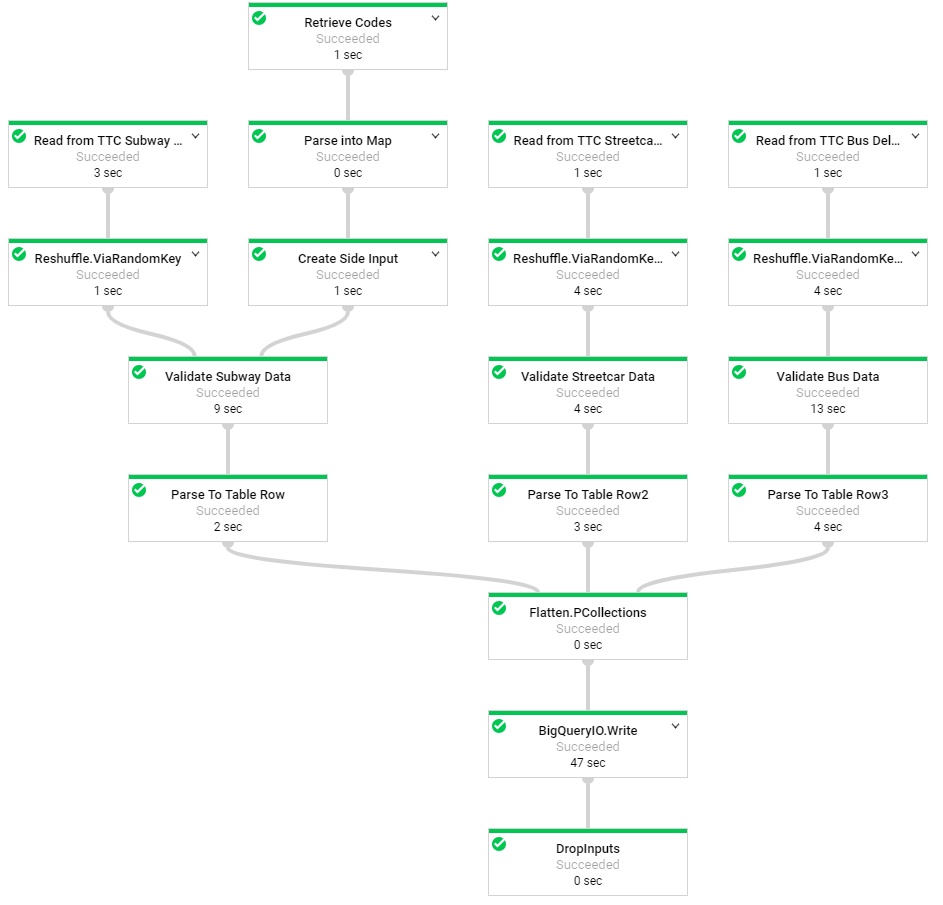 Retrieve Codes
Succeeded
1 sec
Read from TTC Subway ...
Succeeded
3 sec
Parse into Map
Succeeded
0 sec
Read from TTC Streetca...
Succeeded
1 sec
Read from TTC Bus Del...
Succeeded
1 sec
Reshuffle.ViaRandomKey
Succeeded
1 sec
Create Side Input
Succeeded
1 sec
Reshuffle.ViaRandomKe...
Succeeded
4 sec
Reshuffle.ViaRandomKe...
Succeeded
4 sec
Validate Subway Data
Succeeded
9 sec
Validate Streetcar Data
Succeeded
4 sec
Validate Bus Data
Succeeded
13 sec
Parse To Table Row
Succeeded
2 sec
Parse To Table Row2
Succeeded
3 sec
Parse To Table Row3
Succeeded
4 sec
Flatten.PCollections
Succeeded
0 sec
BigQueryIO.Write
Succeeded
47 sec
DropInputs
Succeeded
0 sec